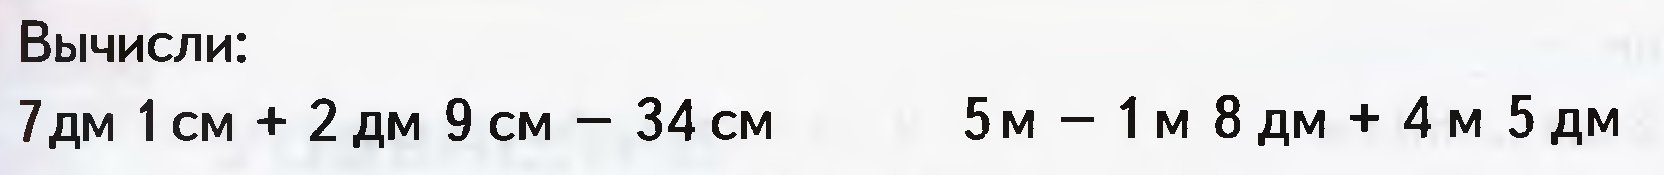 Вычисли:
7 дм 1 см + 2 дм 9 см − 34 см 5 м − 1 м 8 дм + 4 м 5 дм